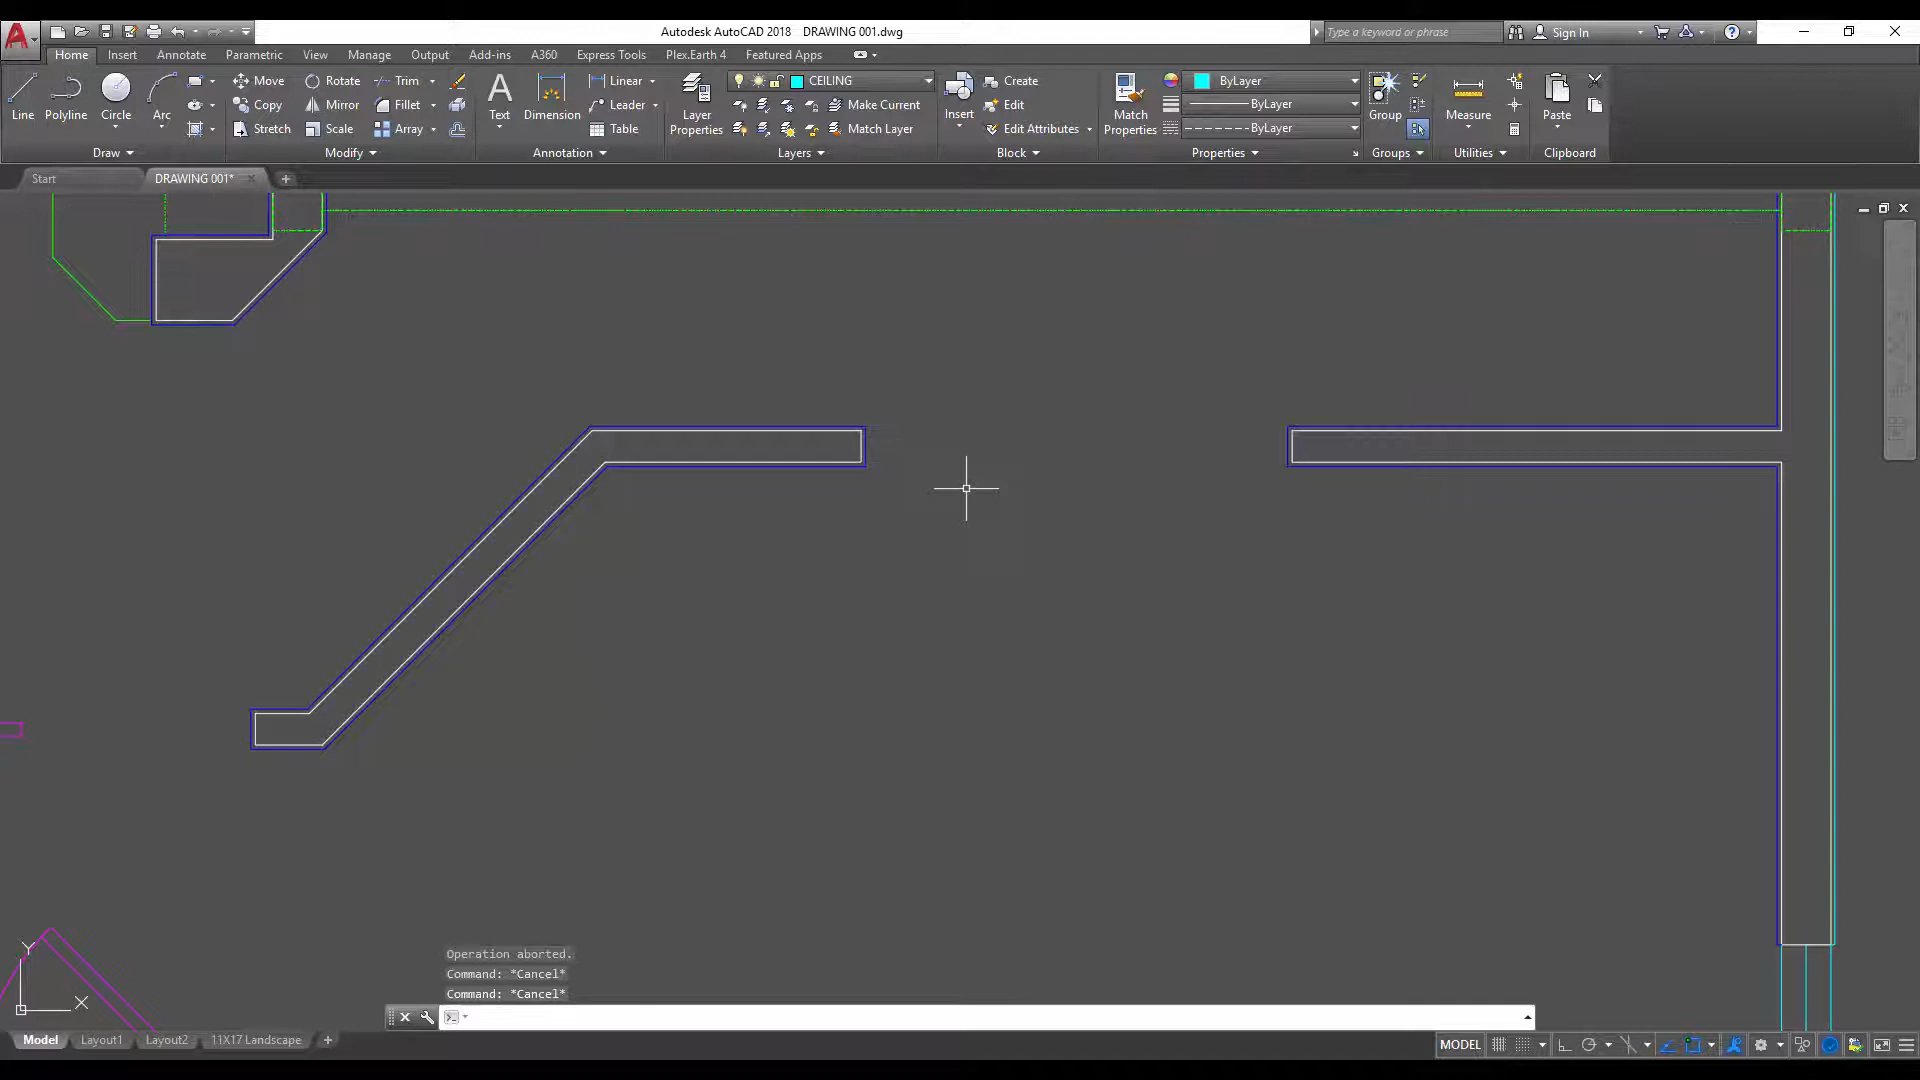 Autodesk AutoCAD 2018 DRAWING 001.dwg
Type a keyword or phrase
Sign In
Home Insert Annotate Parametric View Manage Output Add-ins A360 Express Tools Plex.Earth 4 Featured Apps
Line Polyline Circle Arc
Move Rotate Trim
Copy Mirror Fillet
Stretch Scale Array
Text Dimension
Linear
Leader
Table
Layer Properties
CEILING
Make Current
Match Layer
Insert
Create
Edit
Edit Attributes
Match Properties
ByLayer
ByLayer
ByLayer
Group
Measure
Paste
Draw Modify Annotation Layers Block Properties Groups Utilities Clipboard
Start DRAWING 001*
Y
X
Operation aborted.
Command: *Cancel*
Command: *Cancel*
Model Layout1 Layout2 11X17 Landscape
MODEL